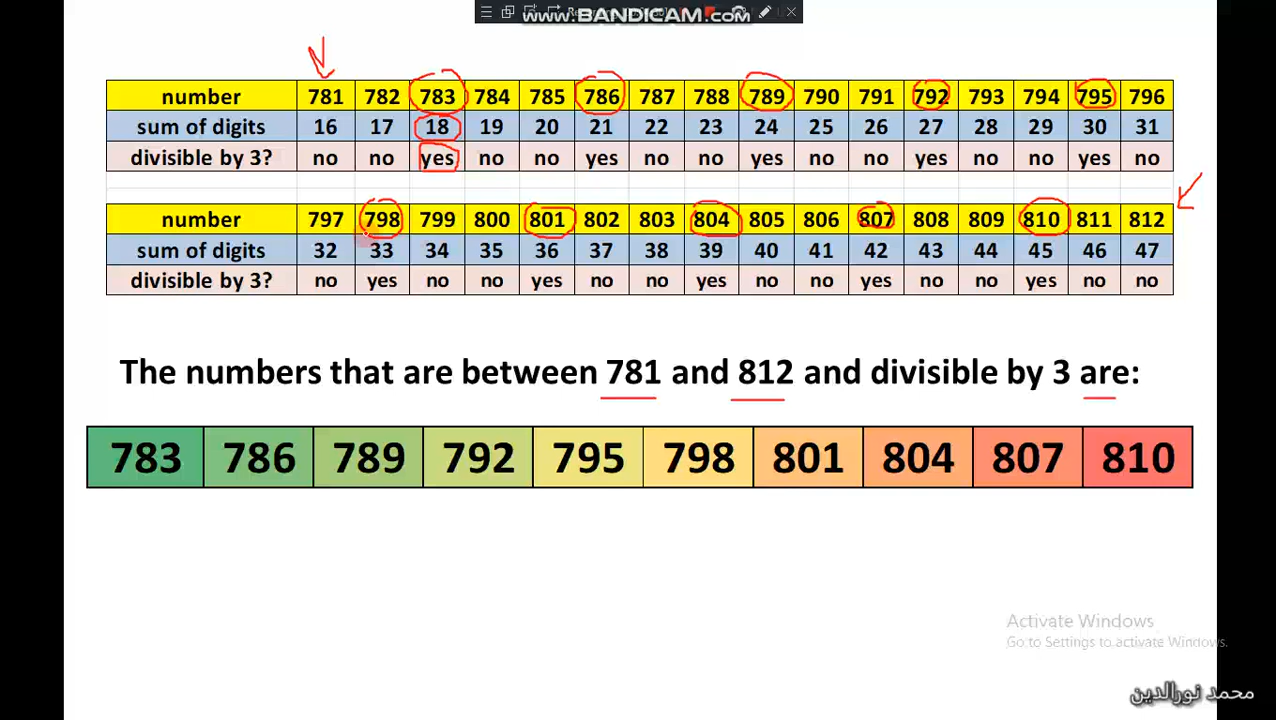 www.BANDICAM.com
number 781 782 783 784 785 786 787 788 789 790 791 792 793 794 795 796
sum of digits 16 17 18 19 20 21 22 23 24 25 26 27 28 29 30 31
divisible by 3? no no yes no no yes no no yes no no yes no no yes no
number 797 798 799 800 801 802 803 804 805 806 807 808 809 810 811 812
sum of digits 32 33 34 35 36 37 38 39 40 41 42 43 44 45 46 47
divisible by 3? no yes no no yes no no yes no no yes no no yes no no
The numbers that are between 781 and 812 and divisible by 3 are:
783 786 789 792 795 798 801 804 807 810
Activate Windows
Go to Settings to activate Windows.
محمد نورالدين